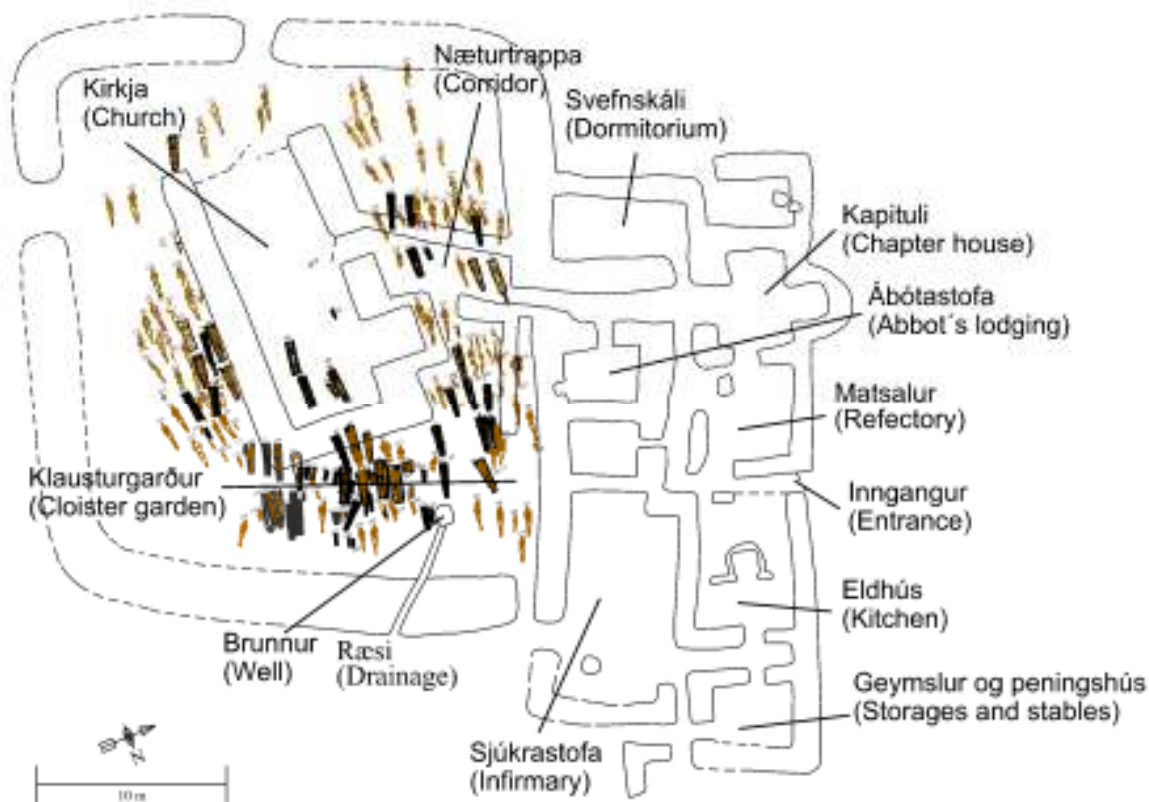 Næturtrappa
(Corridor)
Kirkja
(Church)
Svefnskáli
(Dormitorium)
Kapituli
(Chapter house)
Ábótastofa
(Abbot´s lodging)
Matsalur
(Refectory)
Klausturgarður
(Cloister garden)
Inngangur
(Entrance)
Eldhús
(Kitchen)
Brunnur
(Well)
Ræsi
(Drainage)
Geymslur og peningshús
(Storages and stables)
Sjúkrastofa
(Infirmary)
N
10 m